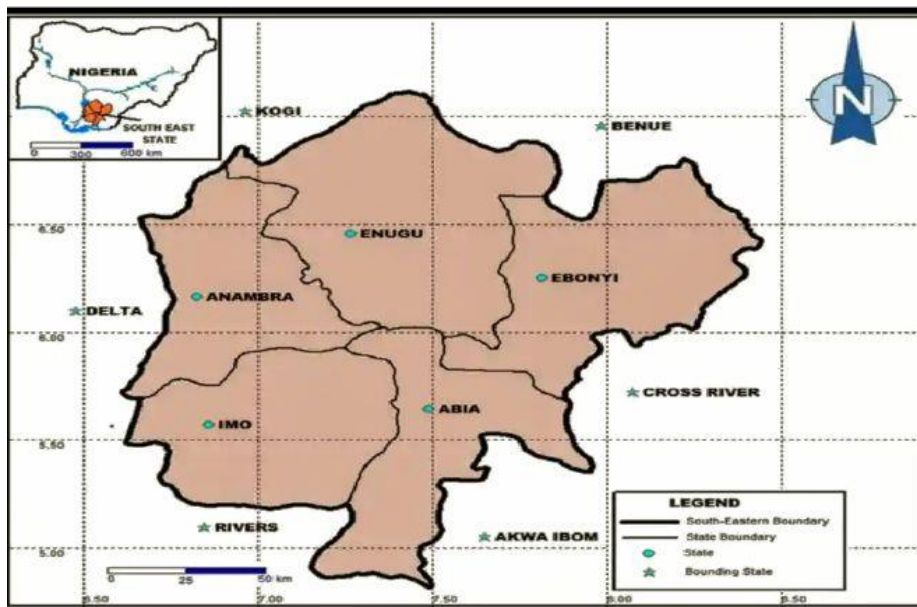 NIGERIA
SOUTH EAST
STATE
0 300 600 km
KOGI
BENUE
N
6.50
ENUGU
EBONYI
ANAMBRA
DELTA
6.00
CROSS RIVER
ABIA
IMO
5.50
LEGEND
South-Eastern Boundary
State Boundary
State
Bounding State
RIVERS
AKWA IBOM
5.00
0 25 50 km
6.50 7.00 7.50 8.00